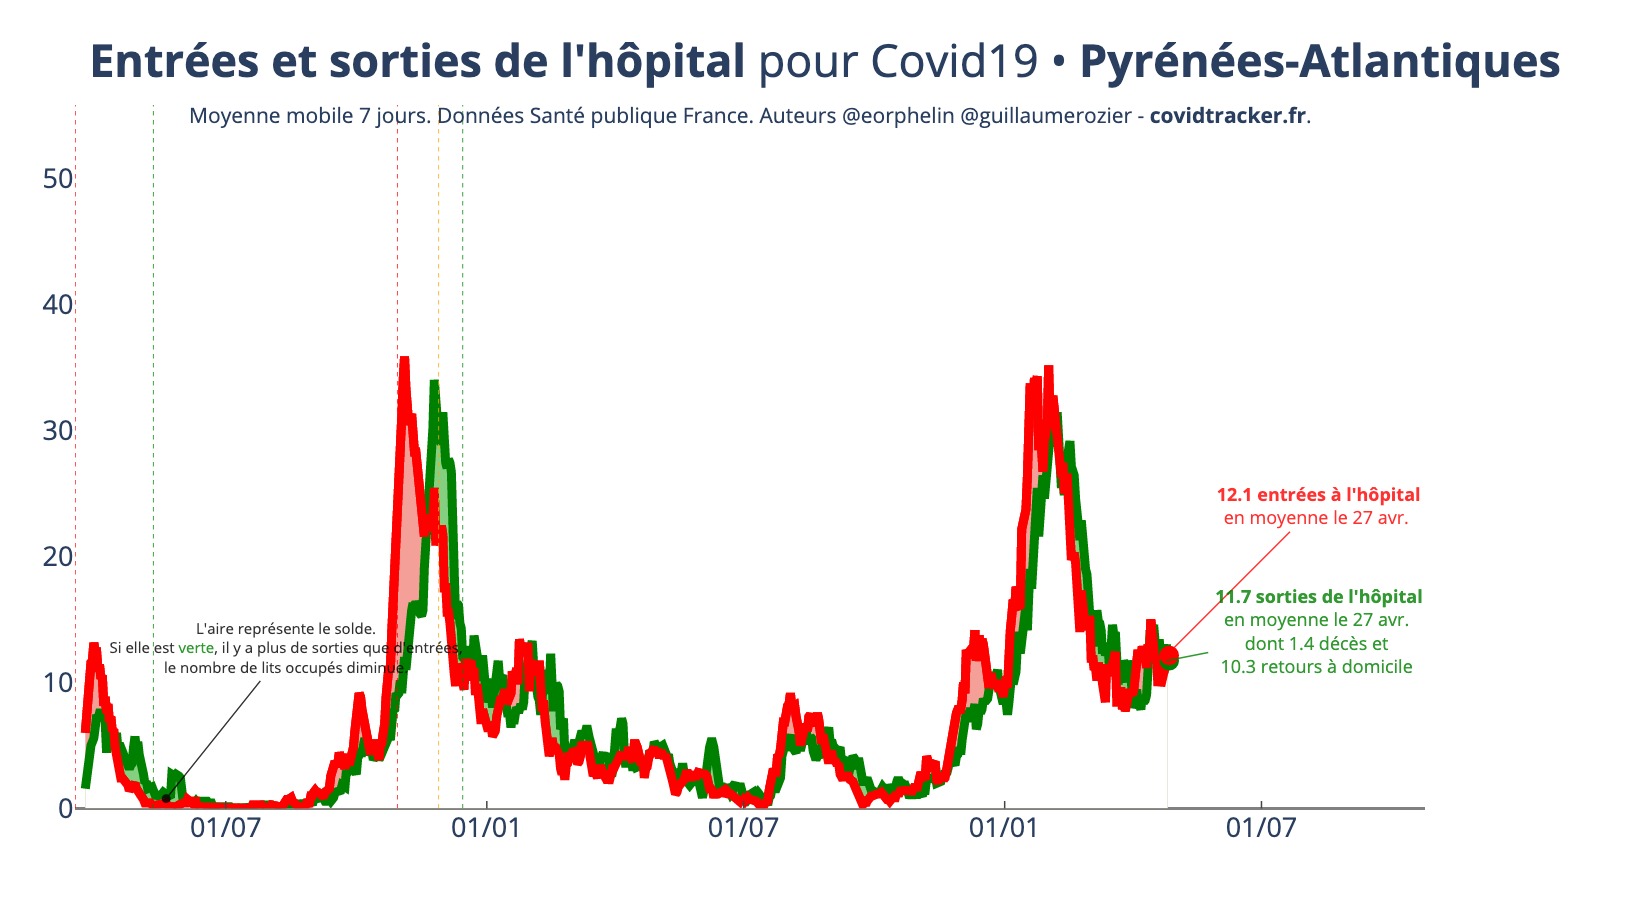 Entrées et sorties de l'hôpital pour Covid19 • Pyrénées-Atlantiques
Moyenne mobile 7 jours. Données Santé publique France. Auteurs @eorphelin @guillaumerozier - covidtracker.fr.
50
40
30
20
10
0
L'aire représente le solde.
Si elle est verte, il y a plus de sorties que d'entrées,
le nombre de lits occupés diminue.
12.1 entrées à l'hôpital
en moyenne le 27 avr.
11.7 sorties de l'hôpital
en moyenne le 27 avr.
dont 1.4 décès et
10.3 retours à domicile
01/07
01/01
01/07
01/01
01/07